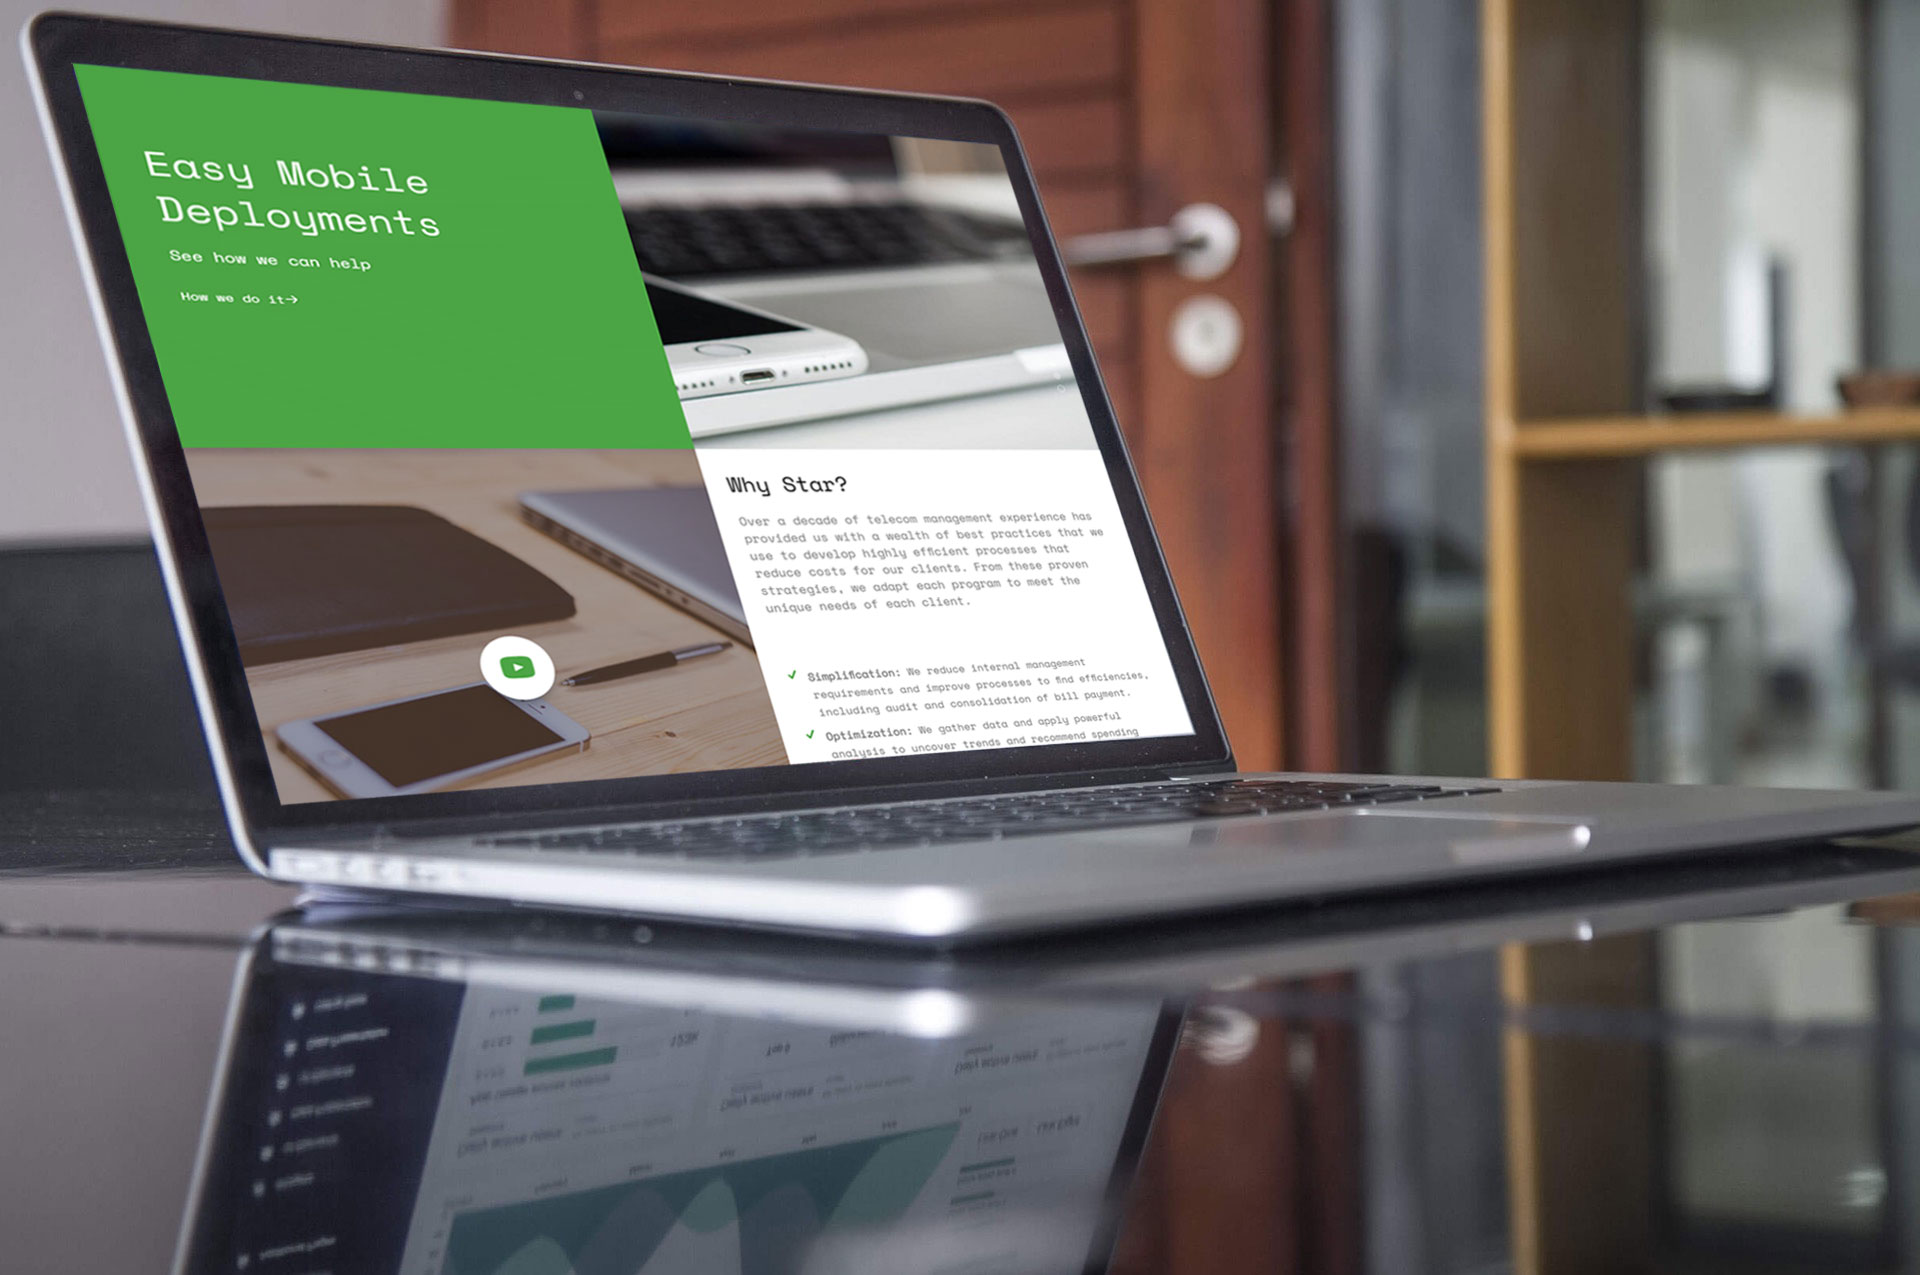 Easy Mobile
Deployments
See how we can help
How we do it→
Why Star?
Over a decade of telecom management experience has
provided us with a wealth of best practices that we
use to develop highly efficient processes that
reduce costs for our clients. From these proven
strategies, we adapt each program to meet the
unique needs of each client.
Simplification: We reduce internal management
requirements and improve processes to find efficiencies,
including audit and consolidation of bill payment.
Optimization: We gather data and apply powerful
analysis to uncover trends and recommend spending